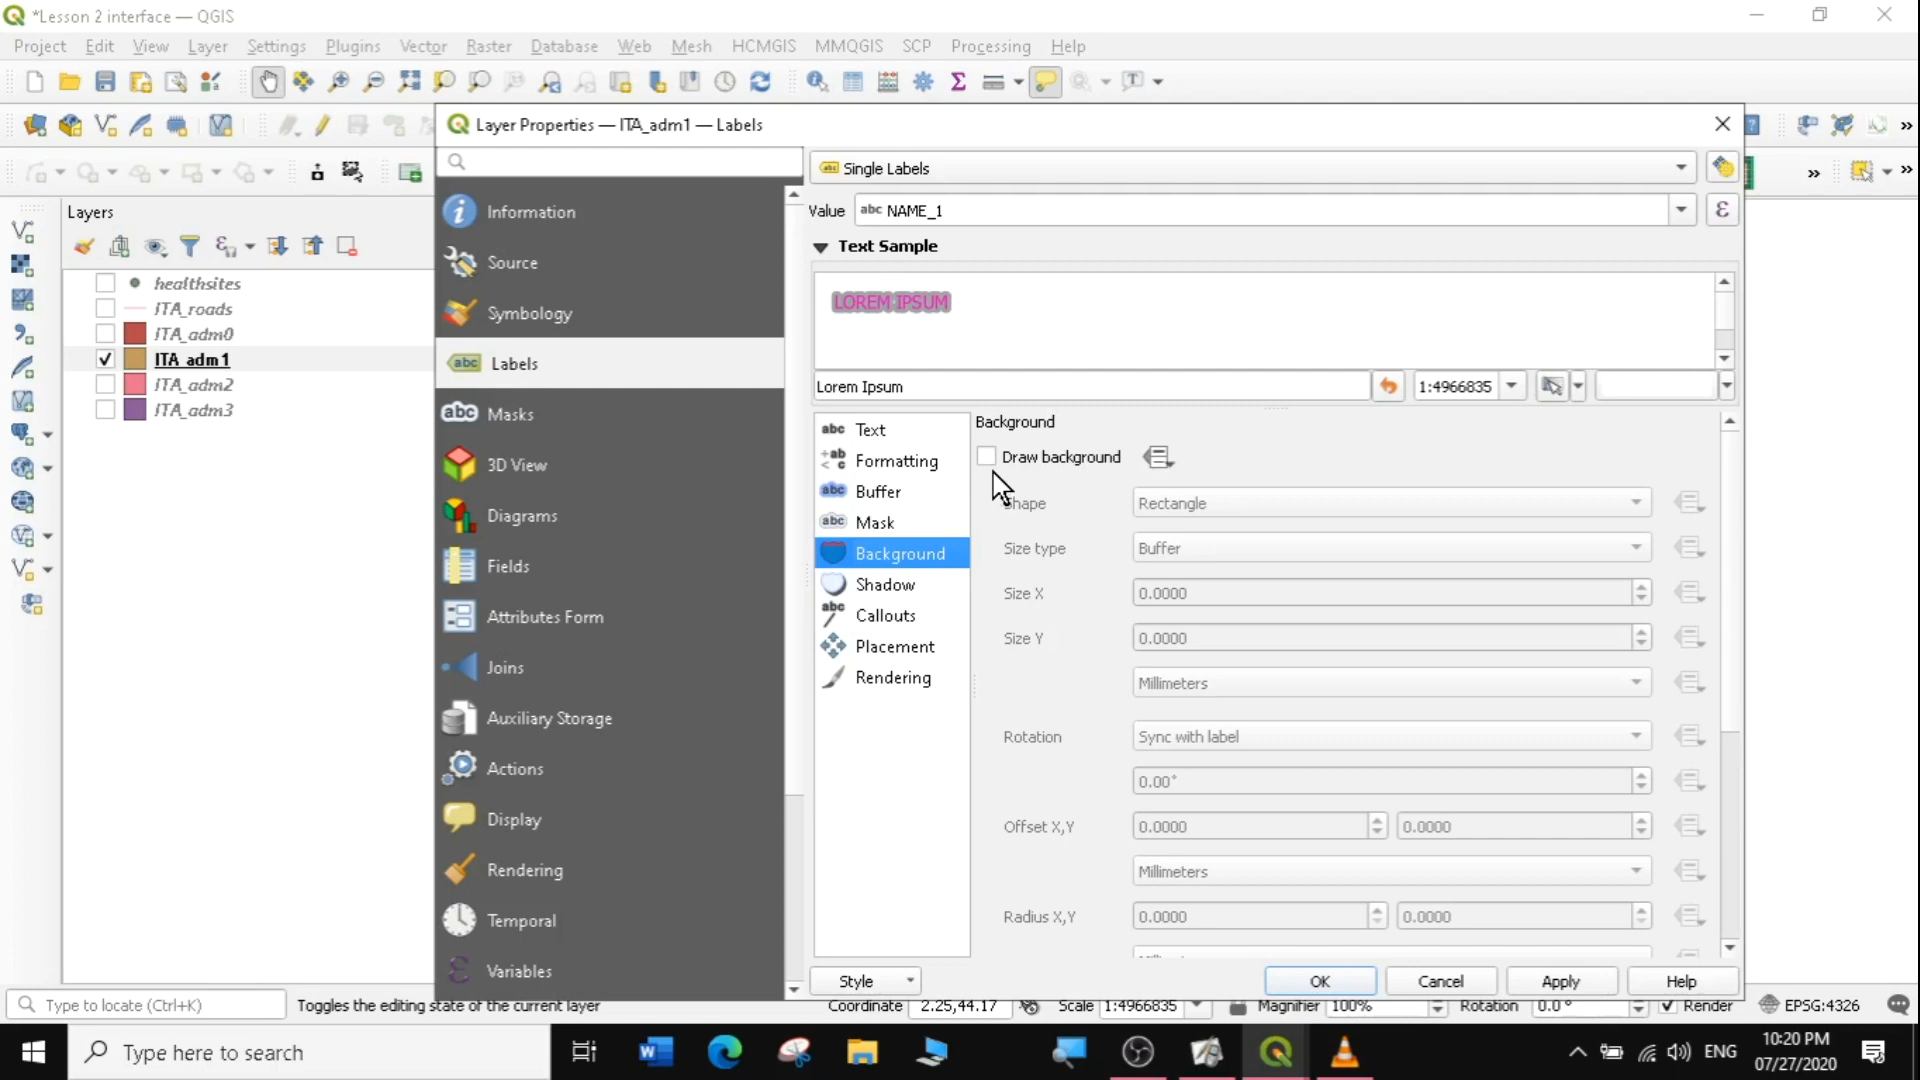 *Lesson 2 interface — QGIS
Project Edit View Layer Settings Plugins Vector Raster Database Web Mesh HCMGIS MMQGIS SCP Processing Help
Layer Properties — ITA_adm1 — Labels
Layers
healthsites
ITA_roads
ITA_adm0
ITA_adm1
ITA_adm2
ITA_adm3
Information
Source
Symbology
abc Labels
abc Masks
3D View
Diagrams
Fields
Attributes Form
Joins
Auxiliary Storage
Actions
Display
Rendering
Temporal
Variables
Single Labels
Value abc NAME_1 ε
Text Sample
LOREM IPSUM
Lorem Ipsum 1:4966835
abc Text
Formatting
abc Buffer
abc Mask
Background
Shadow
abc Callouts
Placement
Rendering
Background
Draw background
Shape Rectangle
Size type Buffer
Size X 0.0000
Size Y 0.0000
Millimeters
Rotation Sync with label
0.00°
Offset X,Y 0.0000 0.0000
Millimeters
Radius X,Y 0.0000 0.0000
Style OK Cancel Apply Help
Type to locate (Ctrl+K) Toggles the editing state of the current layer Coordinate 2.25,44.17 Scale 1:4966835 Magnifier 100% Rotation 0.0 ° Render EPSG:4326
Type here to search ENG 10:20 PM
07/27/2020